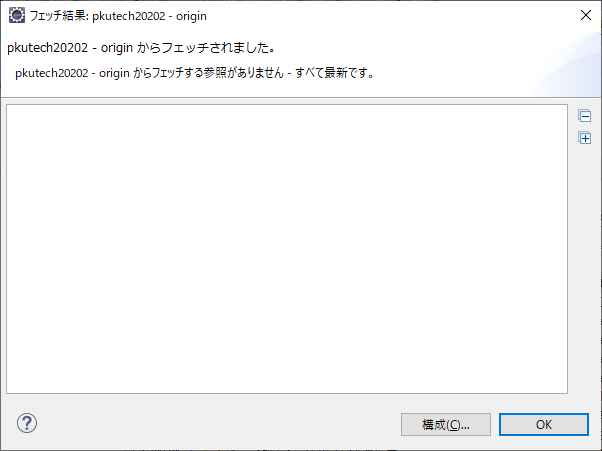 フェッチ結果: pkutech20202 - origin
pkutech20202 - origin からフェッチされました。
pkutech20202 - origin からフェッチする参照がありません - すべて最新です。
構成(C)...
OK